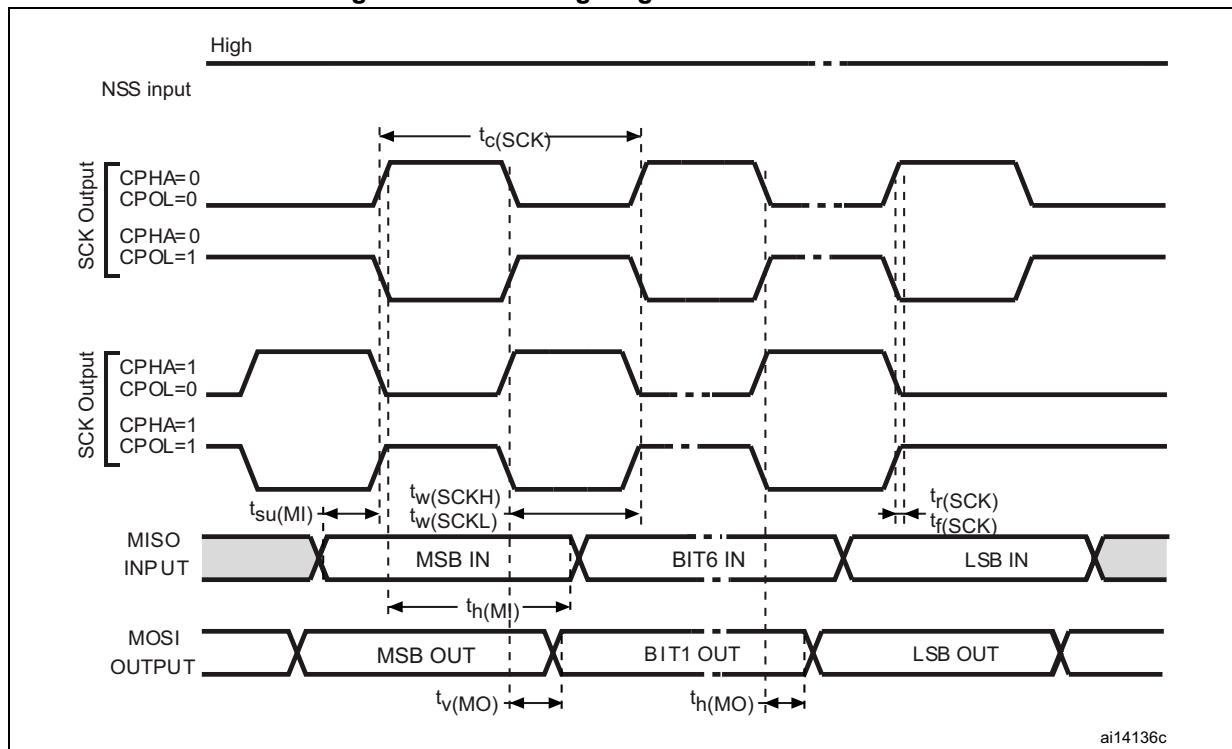 High
NSS input
tc(SCK)
SCK Output
CPHA=0
CPOL=0
CPHA=0
CPOL=1
SCK Output
CPHA=1
CPOL=0
CPHA=1
CPOL=1
tsu(MI)
tw(SCKH)
tw(SCKL)
tr(SCK)
tf(SCK)
MISO
INPUT
MSB IN
BIT6 IN
LSB IN
th(MI)
MOSI
OUTPUT
MSB OUT
BIT1 OUT
LSB OUT
tv(MO)
th(MO)
ai14136c